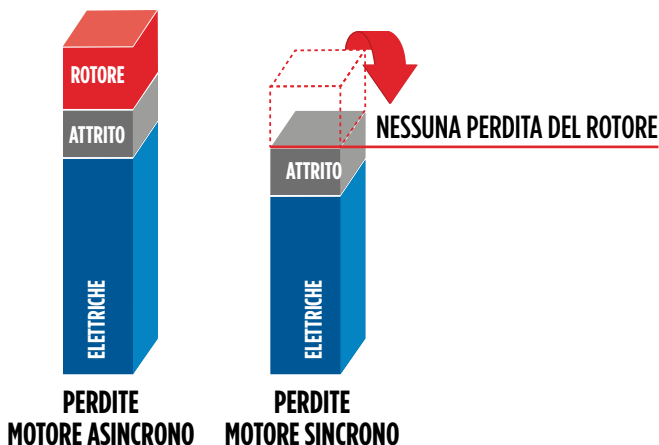 ROTORE
ATTRITO
ELETTRICHE
PERDITE
MOTORE ASINCRONO
NESSUNA PERDITA DEL ROTORE
ATTRITO
ELETTRICHE
PERDITE
MOTORE SINCRONO